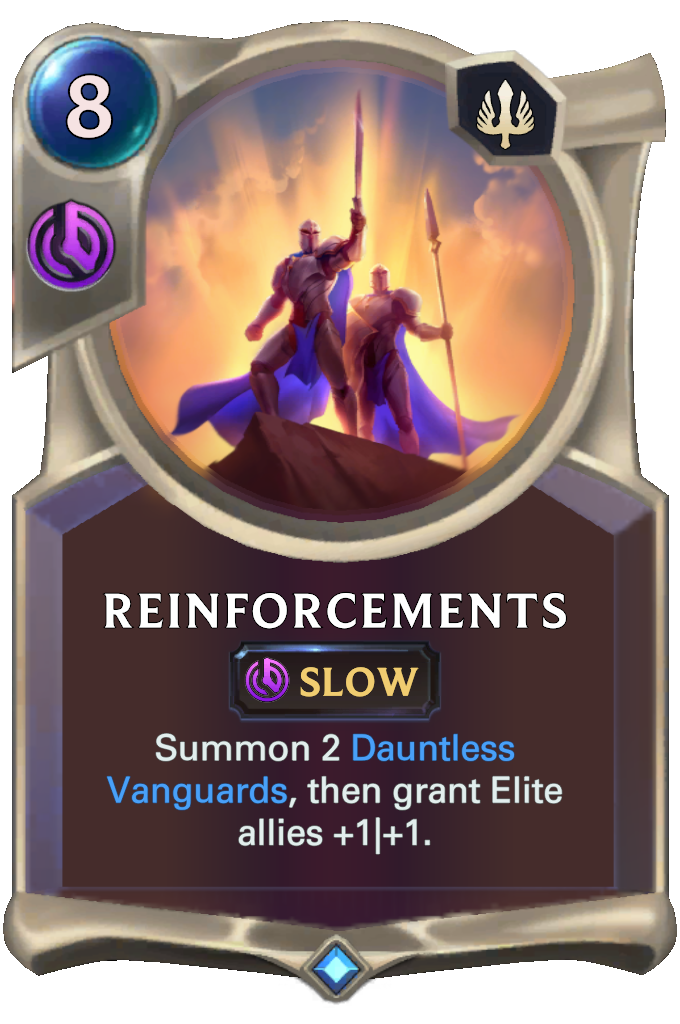 8
REINFORCEMENTS
SLOW
Summon 2 Dauntless
Vanguards, then grant Elite
allies +1|+1.